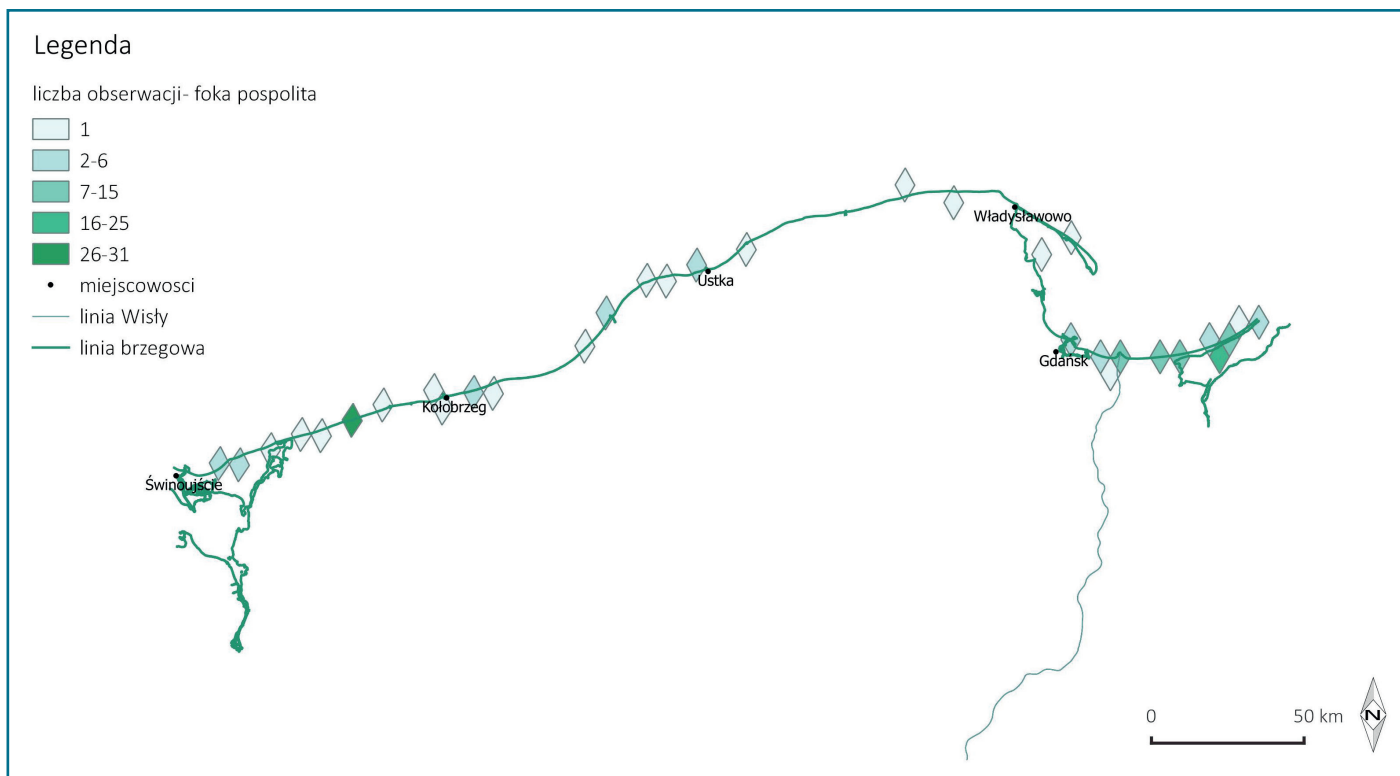 Legenda
liczba obserwacji- foka pospolita
1
2-6
7-15
16-25
26-31
miejscowosci
linia Wisły
linia brzegowa
Władysławowo
Ustka
Gdańsk
Kołobrzeg
Świnoujście
0 50 km
N